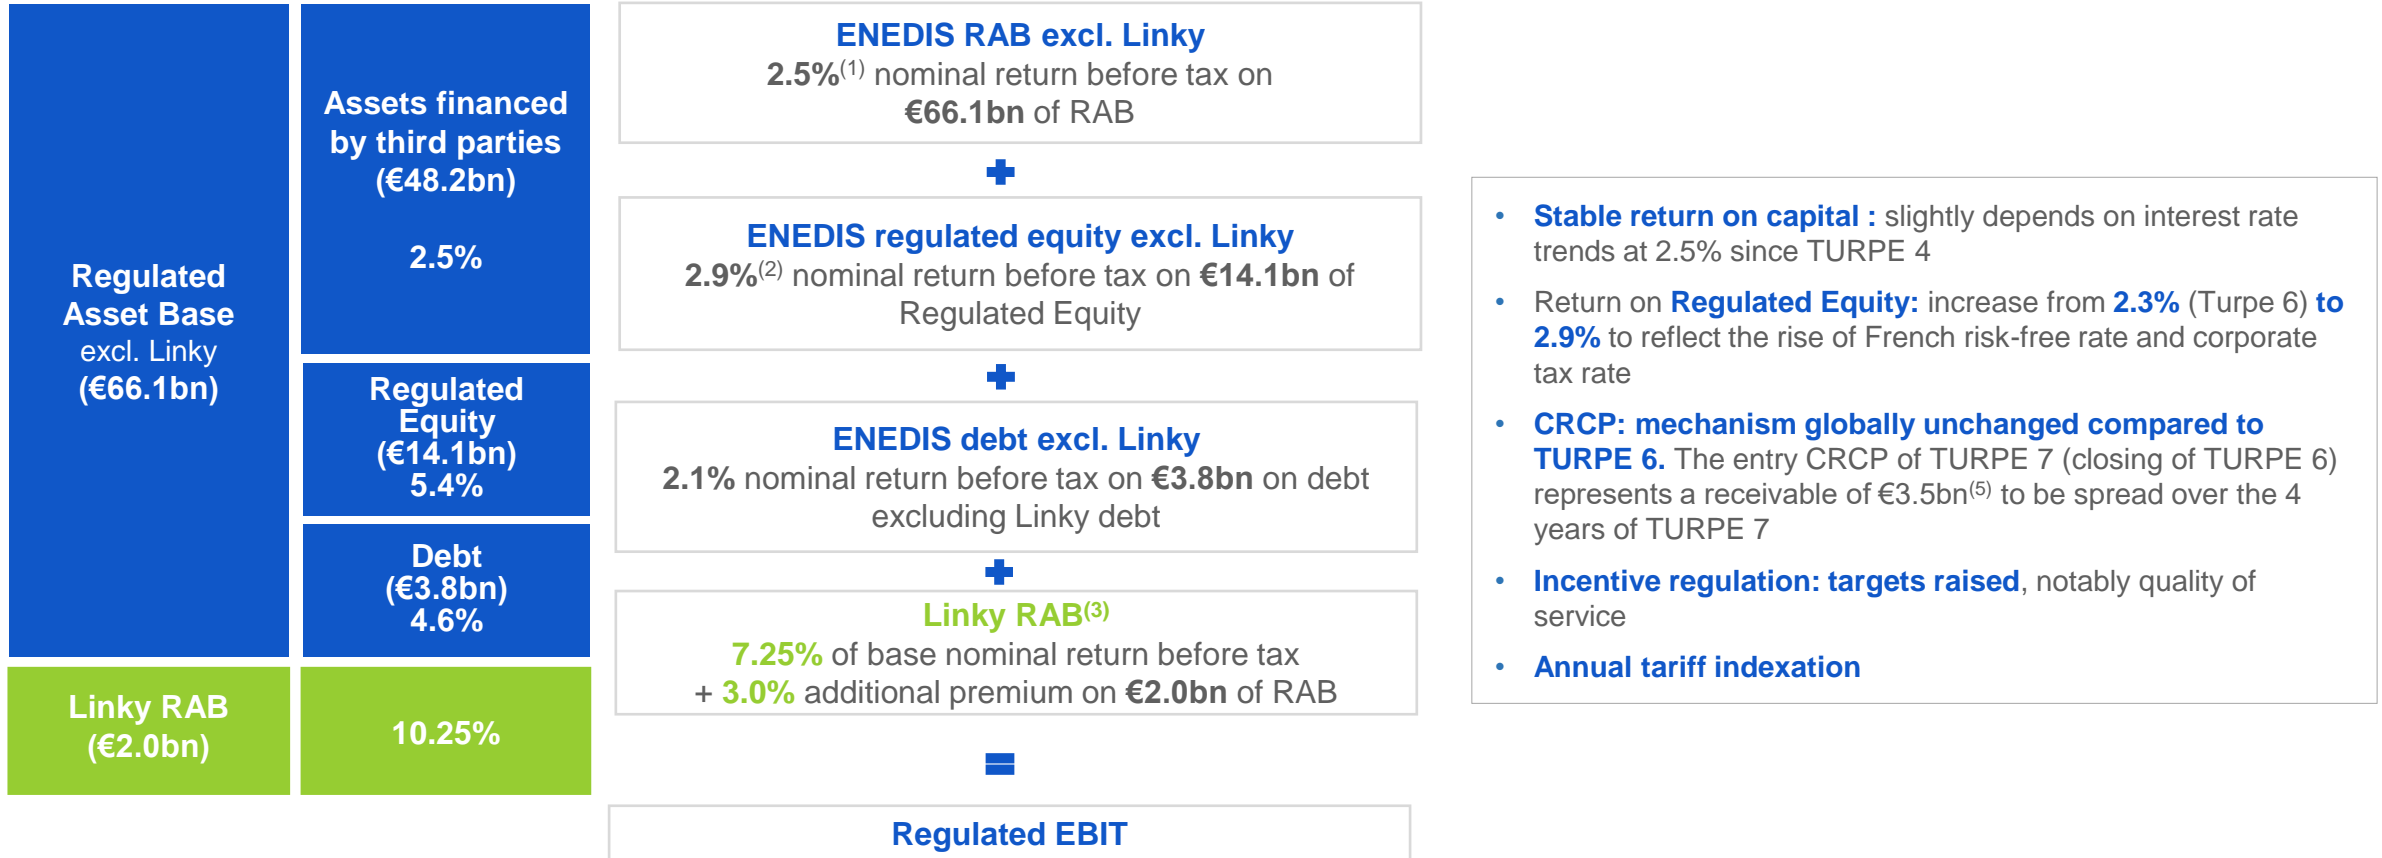 Regulated
Asset Base
excl. Linky
(€66.1bn)
Linky RAB
(€2.0bn)
Assets financed
by third parties
(€48.2bn)
2.5%
Regulated
Equity
(€14.1bn)
5.4%
Debt
(€3.8bn)
4.6%
10.25%
ENEDIS RAB excl. Linky
2.5%(1) nominal return before tax on
€66.1bn of RAB
+
ENEDIS regulated equity excl. Linky
2.9%(2) nominal return before tax on €14.1bn of
Regulated Equity
+
ENEDIS debt excl. Linky
2.1% nominal return before tax on €3.8bn on debt
excluding Linky debt
+
Linky RAB(3)
7.25% of base nominal return before tax
+ 3.0% additional premium on €2.0bn of RAB
=
Regulated EBIT
• Stable return on capital : slightly depends on interest rate
trends at 2.5% since TURPE 4
• Return on Regulated Equity: increase from 2.3% (Turpe 6) to
2.9% to reflect the rise of French risk-free rate and corporate
tax rate
• CRCP: mechanism globally unchanged compared to
TURPE 6. The entry CRCP of TURPE 7 (closing of TURPE 6)
represents a receivable of €3.5bn(5) to be spread over the 4
years of TURPE 7
• Incentive regulation: targets raised, notably quality of
service
• Annual tariff indexation